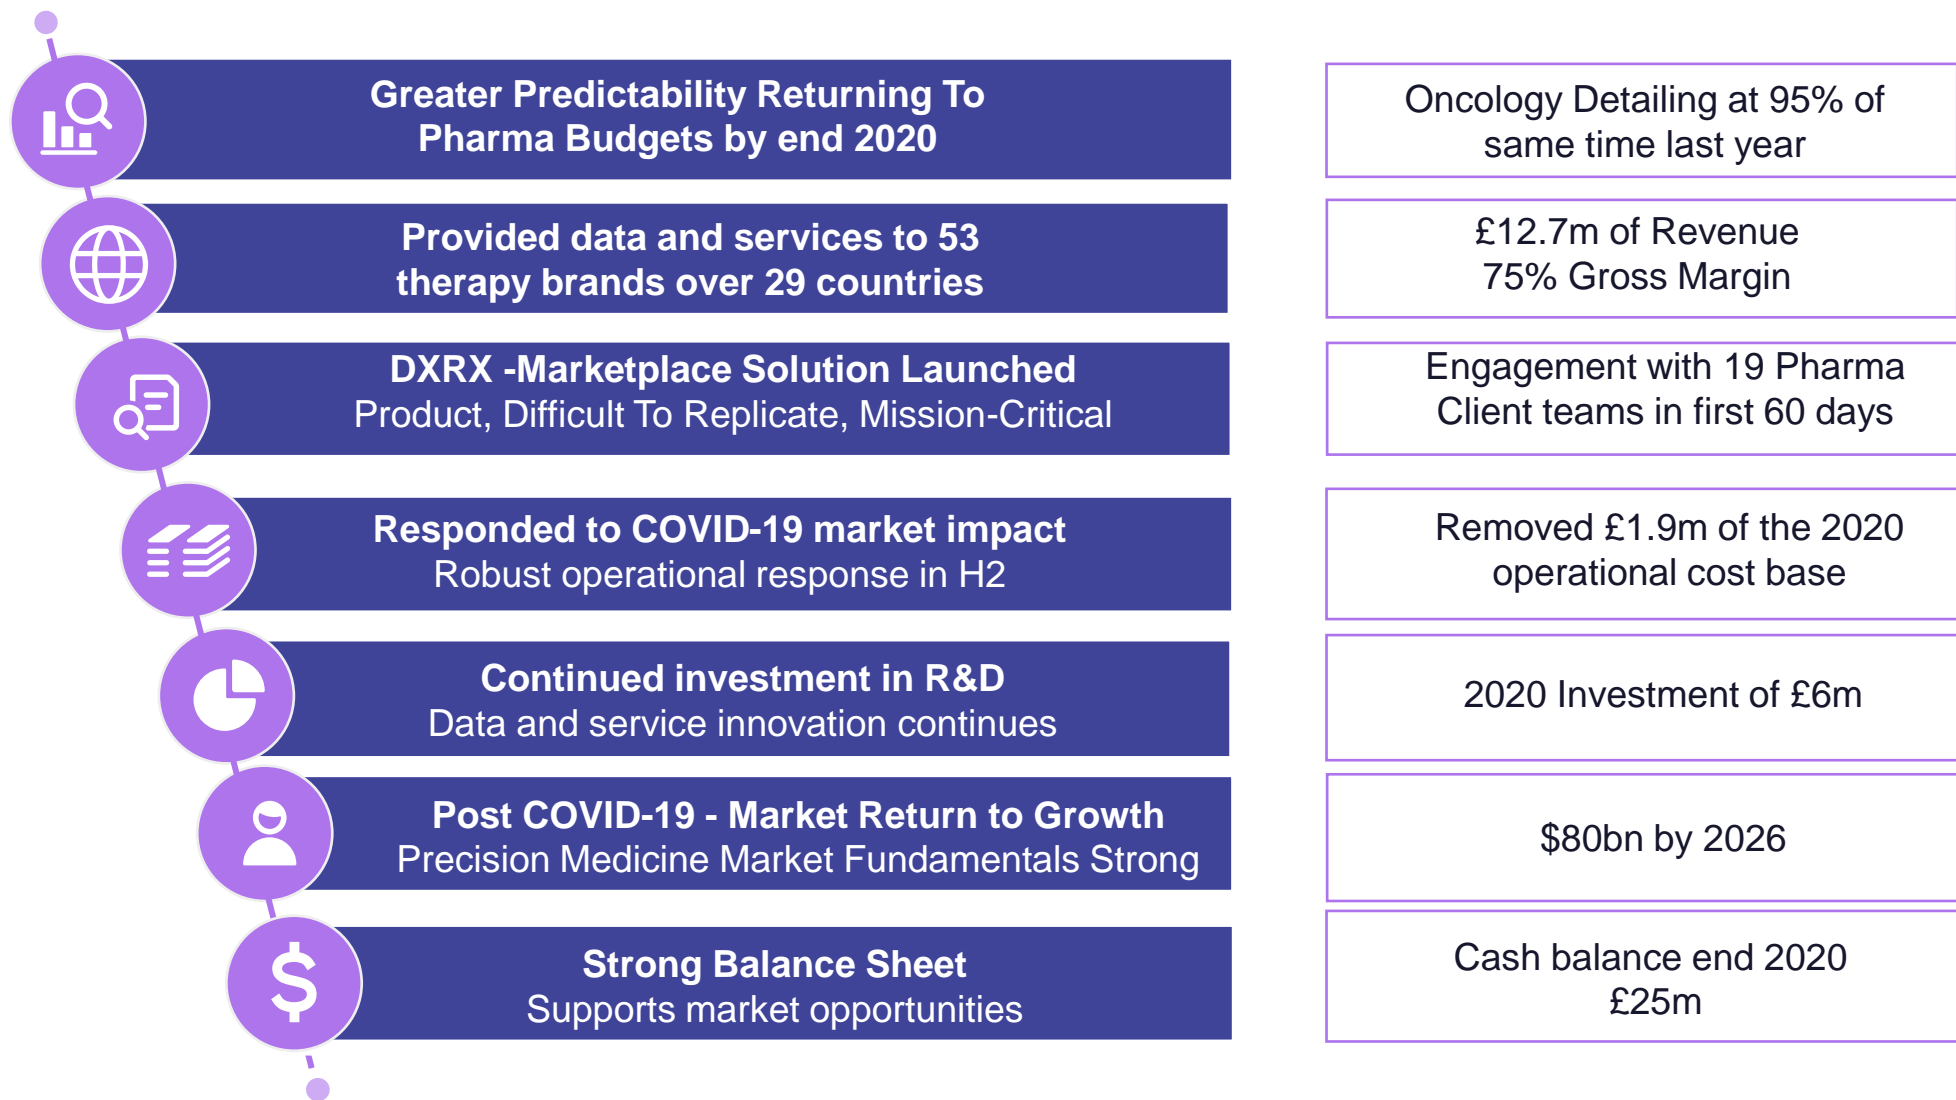 Greater Predictability Returning To
Pharma Budgets by end 2020
Oncology Detailing at 95% of
same time last year
Provided data and services to 53
therapy brands over 29 countries
£12.7m of Revenue
75% Gross Margin
DXRX -Marketplace Solution Launched
Product, Difficult To Replicate, Mission-Critical
Engagement with 19 Pharma
Client teams in first 60 days
Responded to COVID-19 market impact
Robust operational response in H2
Removed £1.9m of the 2020
operational cost base
Continued investment in R&D
Data and service innovation continues
2020 Investment of £6m
Post COVID-19 - Market Return to Growth
Precision Medicine Market Fundamentals Strong
$80bn by 2026
Strong Balance Sheet
Supports market opportunities
Cash balance end 2020
£25m